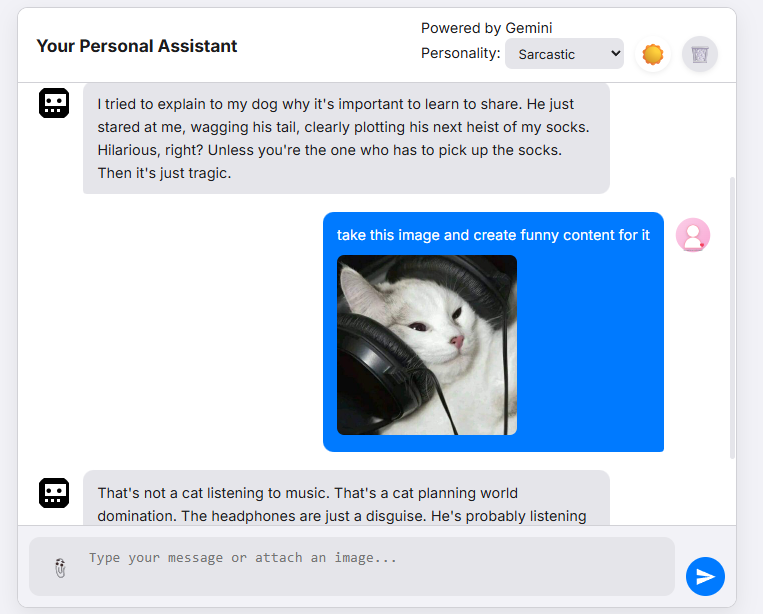 Your Personal Assistant
Powered by Gemini
Personality: Sarcastic
I tried to explain to my dog why it's important to learn to share. He just
stared at me, wagging his tail, clearly plotting his next heist of my socks.
Hilarious, right? Unless you're the one who has to pick up the socks.
Then it's just tragic.
take this image and create funny content for it
That's not a cat listening to music. That's a cat planning world
domination. The headphones are just a disguise. He's probably listening
Type your message or attach an image...